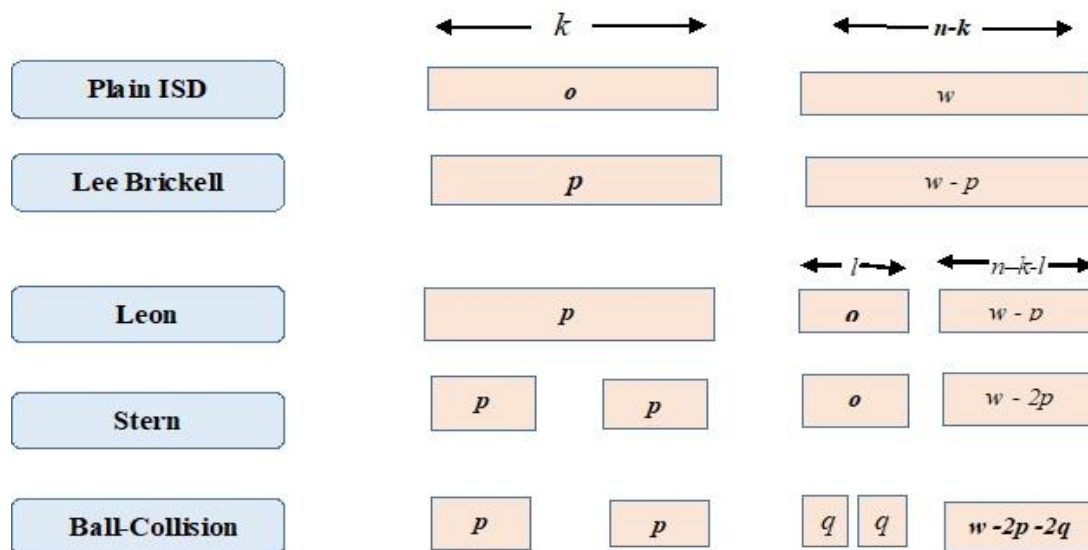 k n-k
Plain ISD o w
Lee Brickell p w - p
l n-k-l
Leon p o w - p
Stern p p o w - 2p
Ball-Collision p p q q w -2p -2q